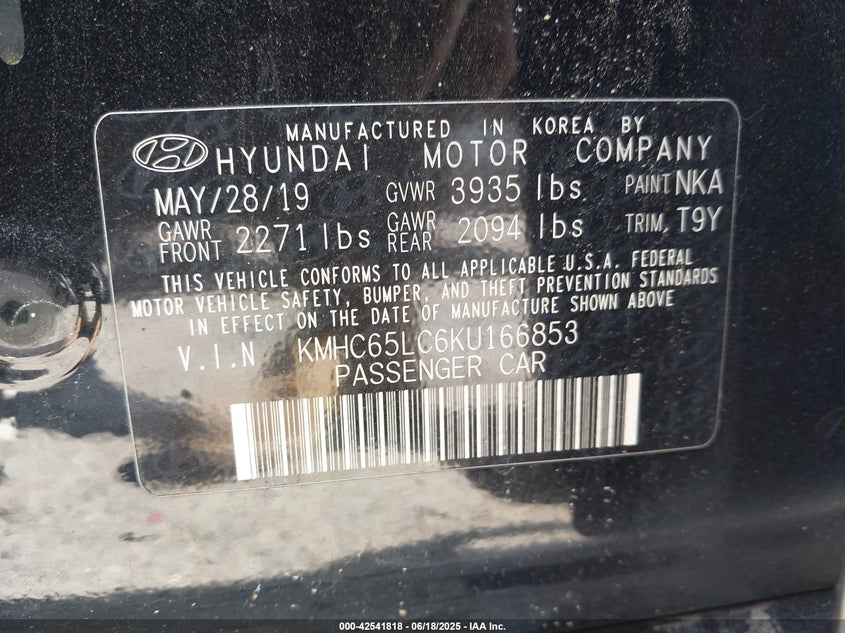 MANUFACTURED IN KOREA BY
HYUNDAI MOTOR COMPANY
MAY/28/19 GVWR 3935 lbs PAINT NKA
GAWR FRONT 2271 lbs GAWR REAR 2094 lbs TRIM, T9Y
THIS VEHICLE CONFORMS TO ALL APPLICABLE U.S.A. FEDERAL
MOTOR VEHICLE SAFETY, BUMPER, AND THEFT PREVENTION STANDARDS
IN EFFECT ON THE DATE OF MANUFACTURE SHOWN ABOVE
V.I.N KMHC65LC6KU166853
PASSENGER CAR
000-42541818 - 06/18/2025 - IAA Inc.